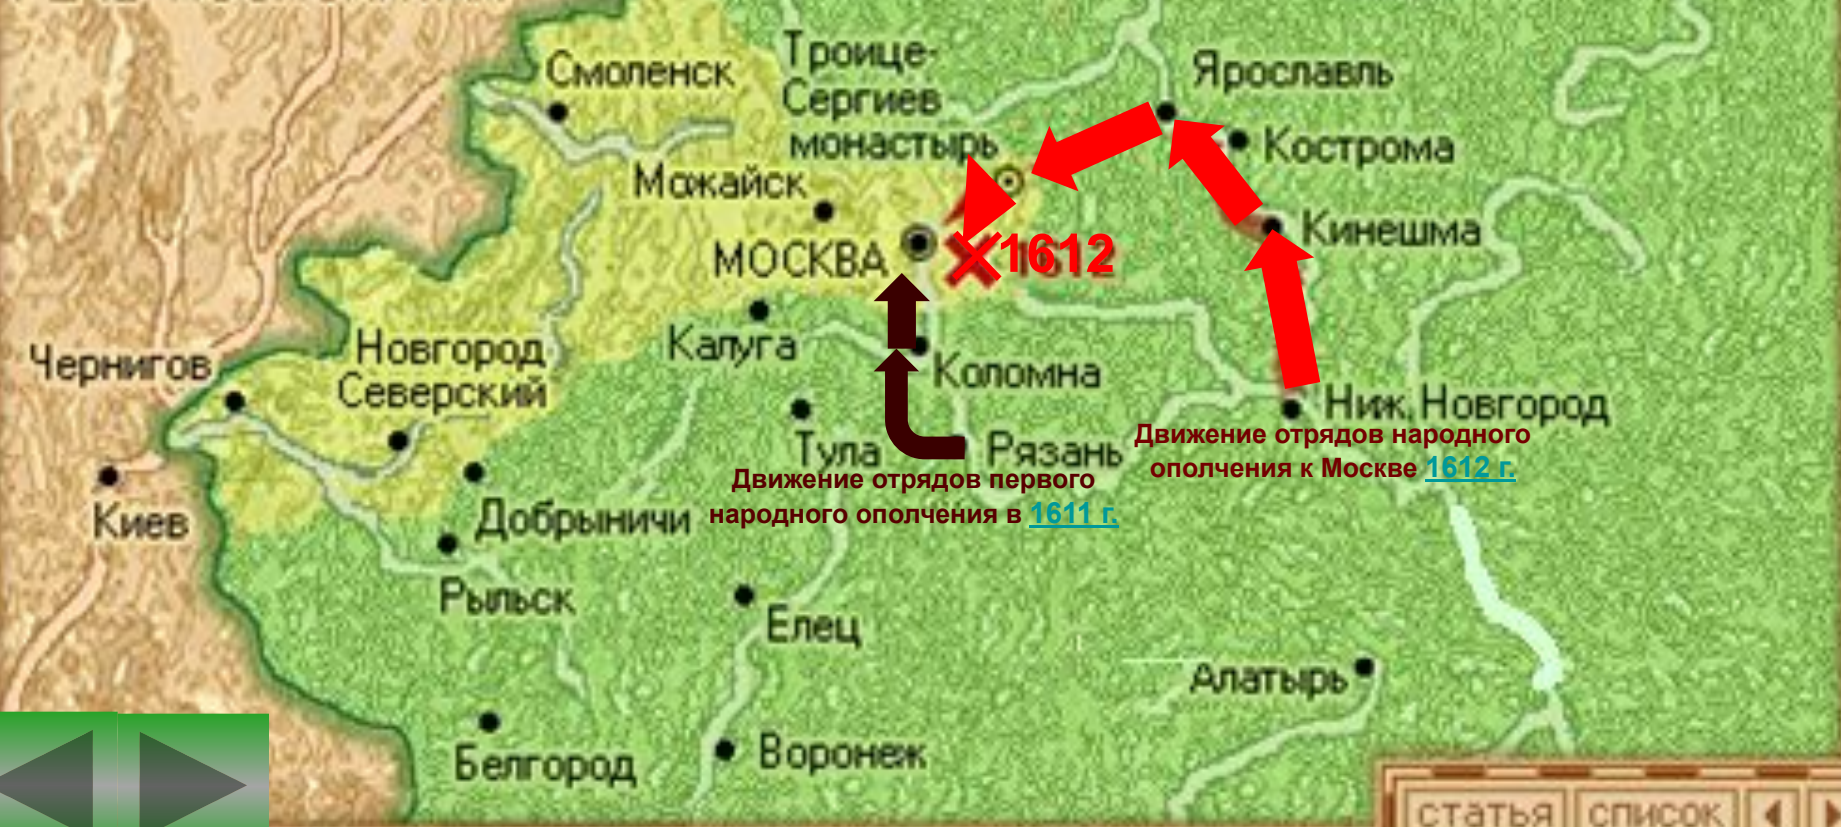 Смоленск
Троице-
Сергиев
монастырь
Ярославль
Кострома
Можайск
МОСКВА
1612
Кинешма
Чернигов
Новгород
Северский
Калуга
Коломна
Ниж.Новгород
Тула
Рязань
Движение отрядов народного
ополчения к Москве 1612 г.
Движение отрядов первого
народного ополчения в 1611 г.
Киев
Добрыничи
Рыльск
Елец
Алатырь
Белгород
Воронеж
статья
список